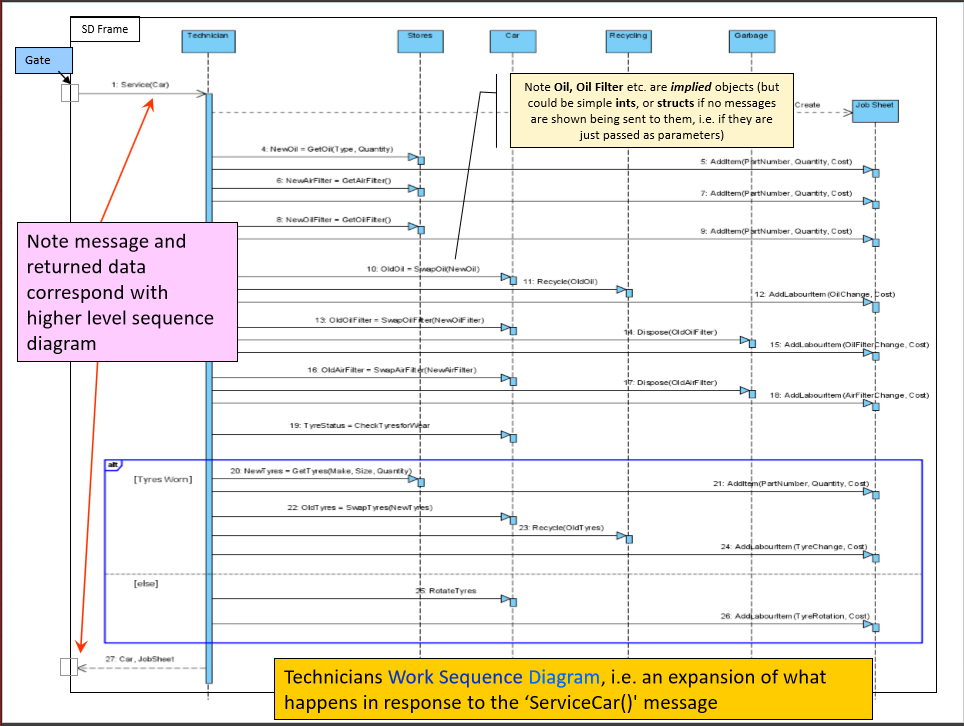 SD Frame
Technician
Stores
Car
Recycling
Garbage
Gate
1: Service(Car)
Note Oil, Oil Filter etc. are implied objects (but
could be simple ints, or structs if no messages
are shown being sent to them, i.e. if they are
just passed as parameters)
Create
Job Sheet
4: NewOil = GetOil(Type, Quantity)
5: AddItem(PartNumber, Quantity, Cost)
6: NewAirFilter = GetAirFilter()
7: AddItem(PartNumber, Quantity, Cost)
8: NewOilFilter = GetOilFilter()
9: AddItem(PartNumber, Quantity, Cost)
Note message and
returned data
correspond with
higher level sequence
diagram
10: OldOil = SwapOil(NewOil)
11: Recycle(OldOil)
12: AddLabourItem(OilChange, Cost)
13: OldOilFilter = SwapOilFilter(NewOilFilter)
14: Dispose(OldOilFilter)
15: AddLabourItem(OilFilterChange, Cost)
16: OldAirFilter = SwapAirFilter(NewAirFilter)
17: Dispose(OldAirFilter)
18: AddLabourItem(AirFilterChange, Cost)
19: TyreStatus = CheckTyresforWear
alt
[Tyres Worn]
20: NewTyres = GetTyres(Make, Size, Quantity)
21: AddItem(PartNumber, Quantity, Cost)
22: OldTyres = SwapTyres(NewTyres)
23: Recycle(OldTyres)
24: AddLabourItem(TyreChange, Cost)
[else]
25: RotateTyres
26: AddLabourItem(TyreRotation, Cost)
27: Car, JobSheet
Technicians Work Sequence Diagram, i.e. an expansion of what
happens in response to the ‘ServiceCar()' message